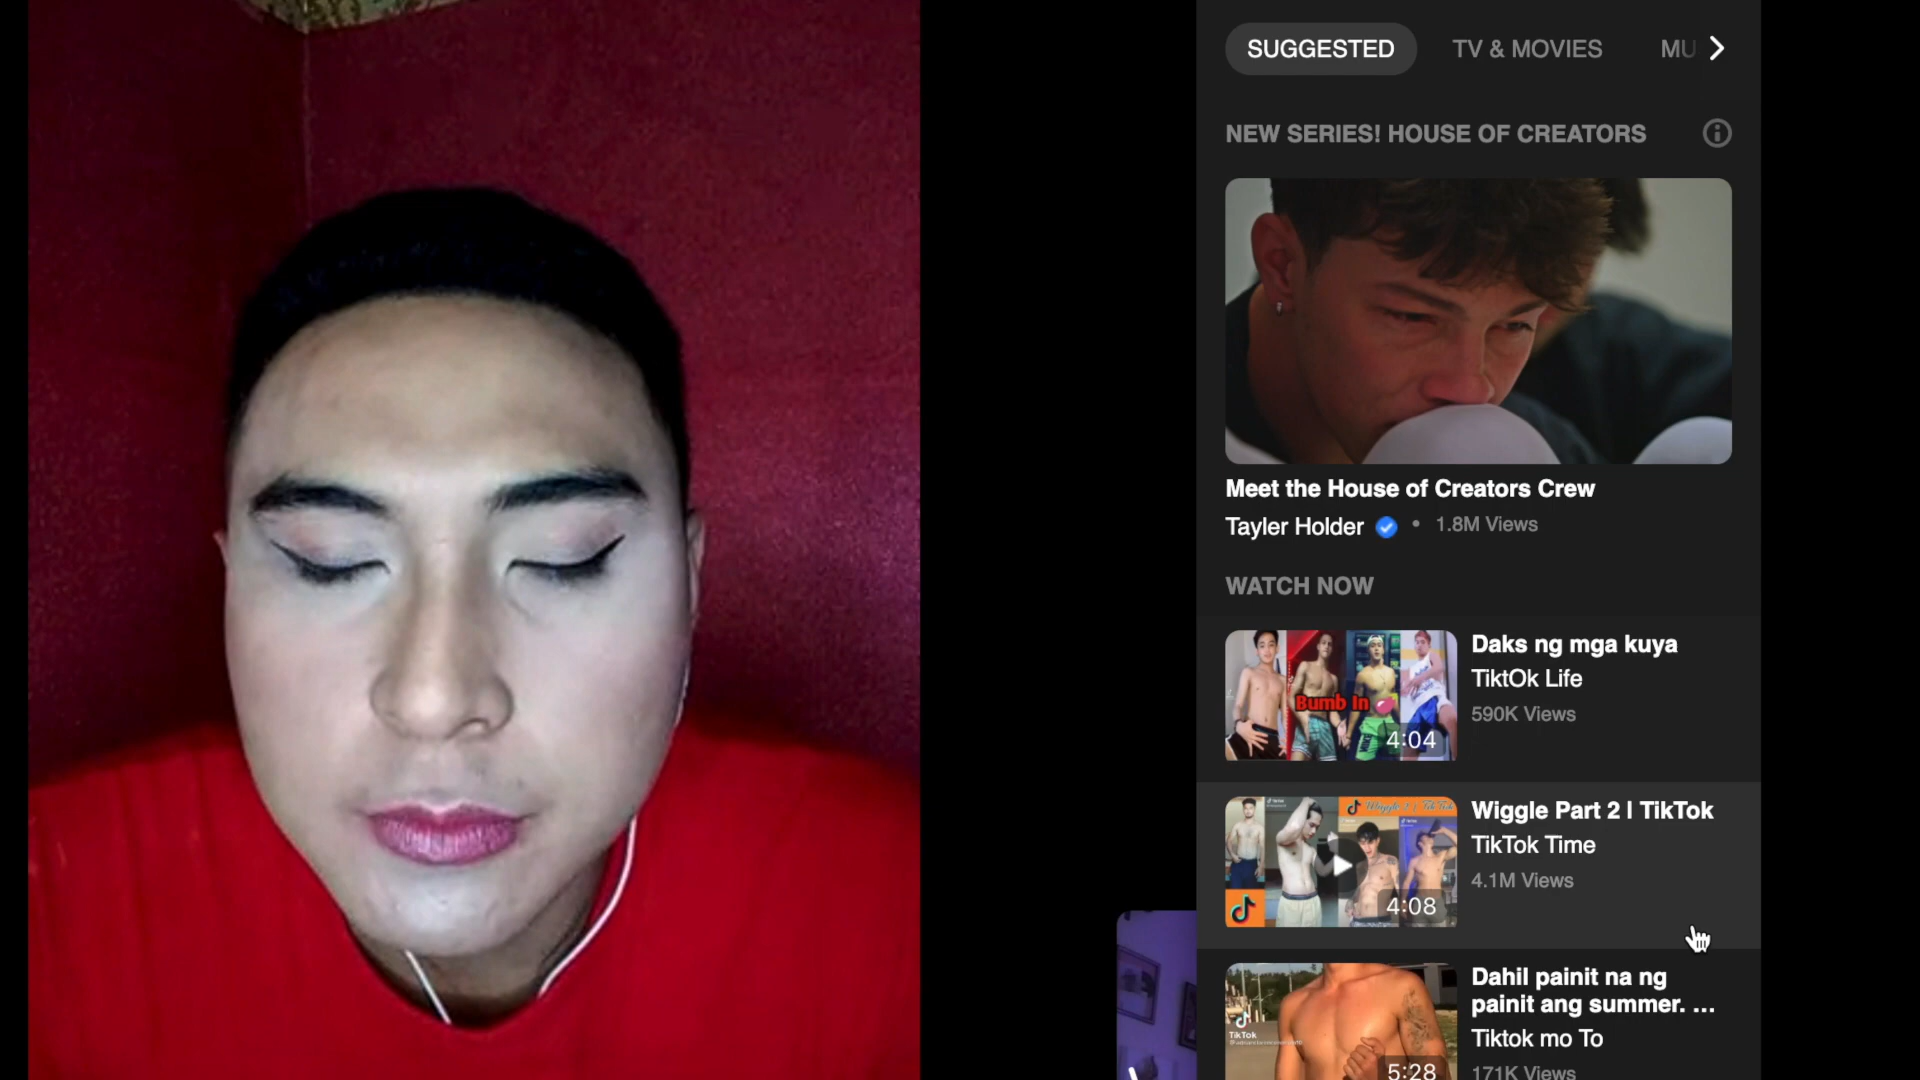 SUGGESTED
TV & MOVIES
MU
NEW SERIES! HOUSE OF CREATORS
Meet the House of Creators Crew
Tayler Holder • 1.8M Views
WATCH NOW
Bumb In
4:04
Daks ng mga kuya
TiktOk Life
590K Views
Wiggle
TikTok
4:08
Wiggle Part 2 l TikTok
TikTok Time
4.1M Views
TikTok
5:28
Dahil painit na ng
painit ang summer. ...
Tiktok mo To
171K Views